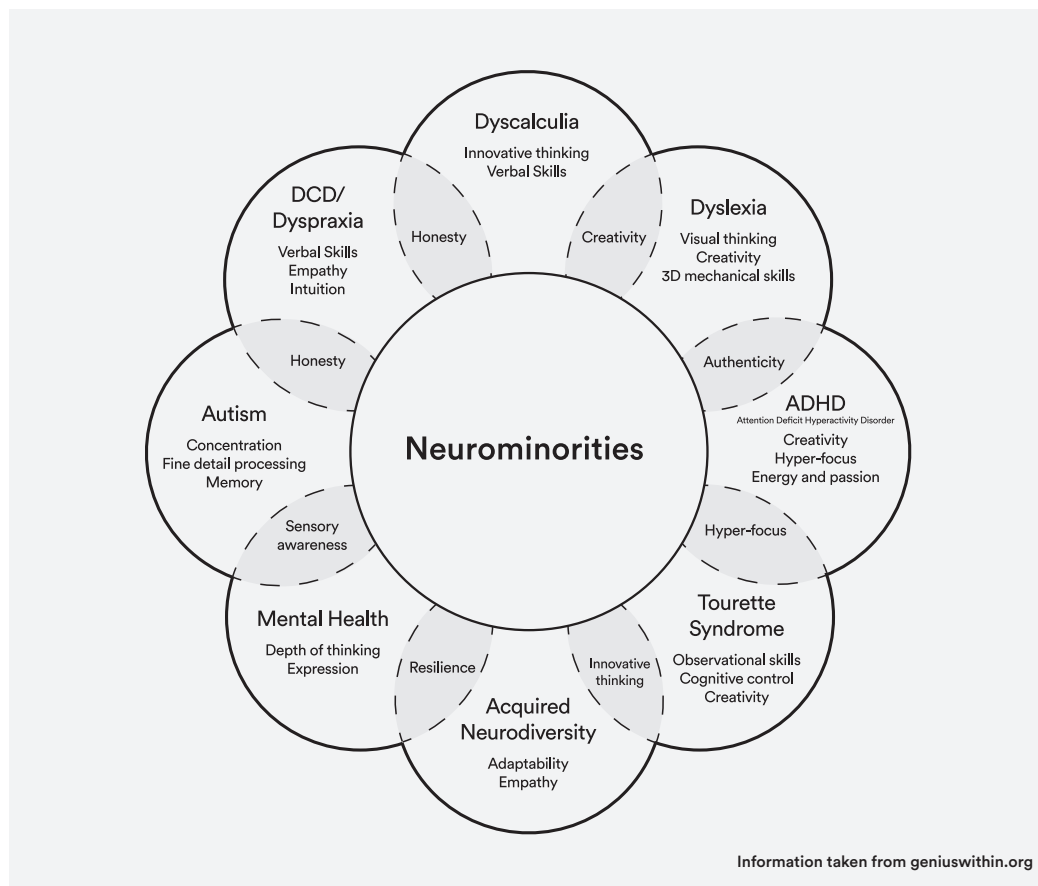 Dyscalculia
Innovative thinking
Verbal Skills
Creativity
Dyslexia
Visual thinking
Creativity
3D mechanical skills
Authenticity
ADHD
Attention Deficit Hyperactivity Disorder
Creativity
Hyper-focus
Energy and passion
Hyper-focus
Tourette
Syndrome
Observational skills
Cognitive control
Creativity
Innovative
thinking
Acquired
Neurodiversity
Adaptability
Empathy
Resilience
Mental Health
Depth of thinking
Expression
Sensory
awareness
Autism
Concentration
Fine detail processing
Memory
Honesty
DCD/
Dyspraxia
Verbal Skills
Empathy
Intuition
Honesty
Neurominorities
Information taken from geniuswithin.org